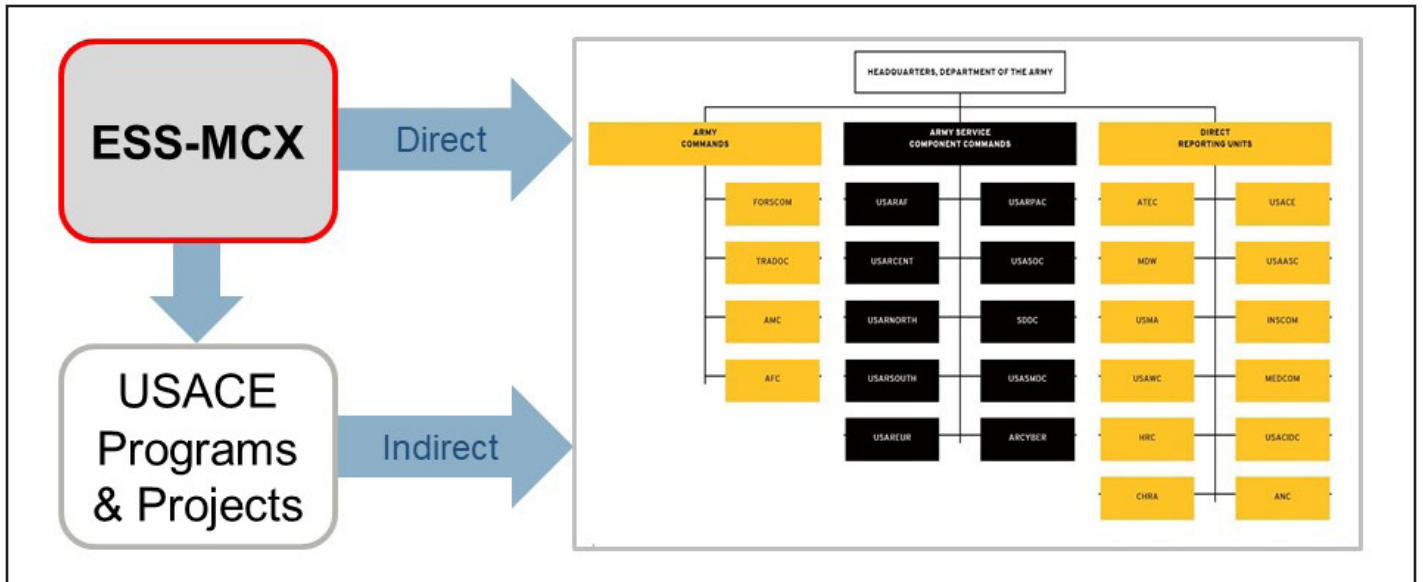 ESS-MCX
Direct
USACE
Programs
& Projects
Indirect
HEADQUARTERS, DEPARTMENT OF THE ARMY
ARMY
COMMANDS
FORSCOM
TRADOC
AMC
AFC
ARMY SERVICE
COMPONENT COMMANDS
USARAF
USARPAC
USARCENT
USASOC
USARNORTH
SDDC
USARSOUTH
USASMDC
USAREUR
ARCYBER
DIRECT
REPORTING UNITS
ATEC
USACE
MDW
USAASC
USMA
INSCOM
USAWC
MEDCOM
HRC
USACIDC
CHRA
ANC